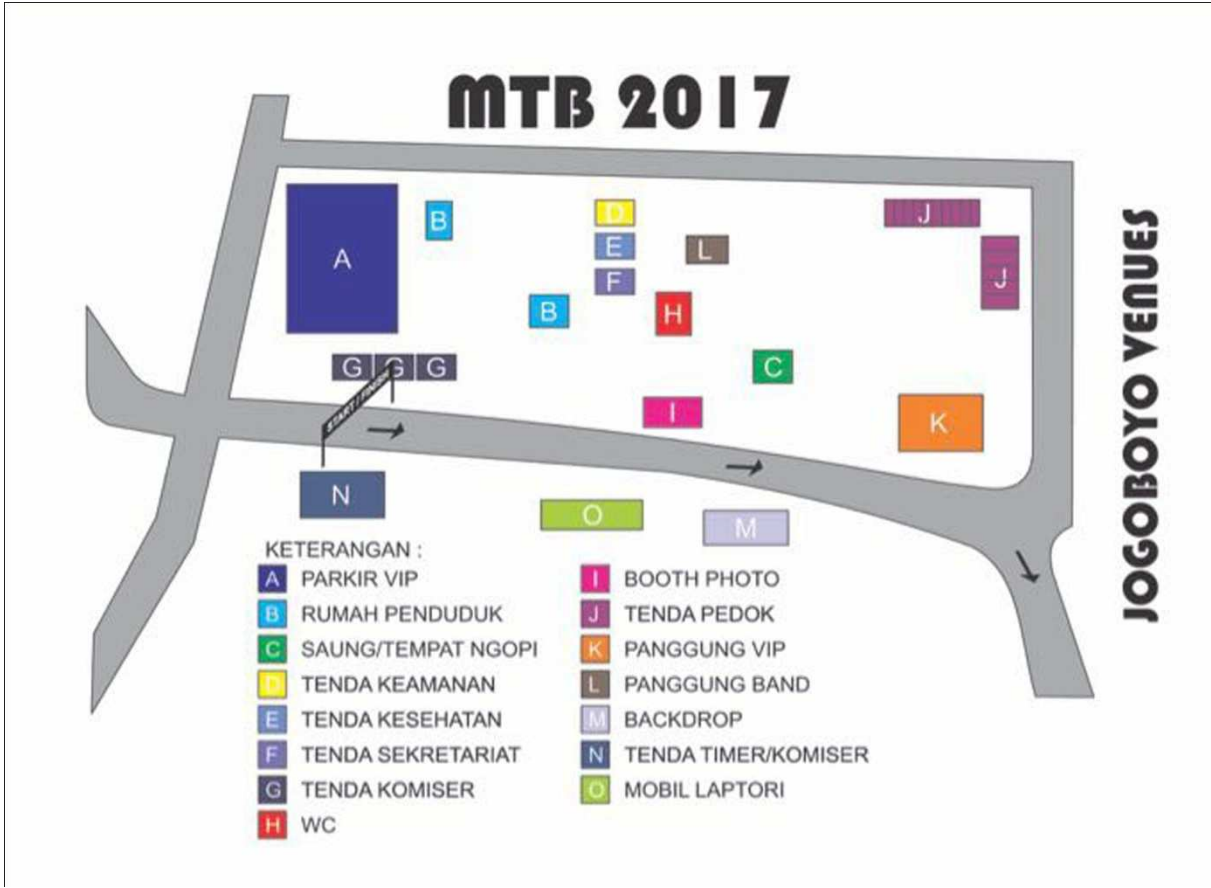 MTB 2017
JOGOBOYO VENUES
A
B
D
E
F
L
J
J
B
H
G G G
C
START / FINISH
I
K
N
O
M
KETERANGAN :
A PARKIR VIP
B RUMAH PENDUDUK
C SAUNG/TEMPAT NGOPI
D TENDA KEAMANAN
E TENDA KESEHATAN
F TENDA SEKRETARIAT
G TENDA KOMISER
H WC
I BOOTH PHOTO
J TENDA PEDOK
K PANGGUNG VIP
L PANGGUNG BAND
M BACKDROP
N TENDA TIMER/KOMISER
O MOBIL LAPTORI